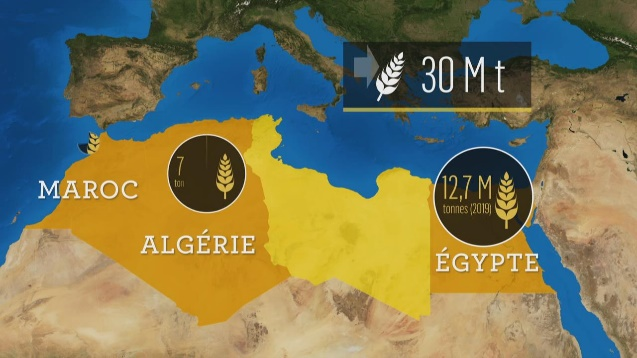 30 M t
7
ton
12,7 M
tonnes (2019)
MAROC
ALGÉRIE
ÉGYPTE